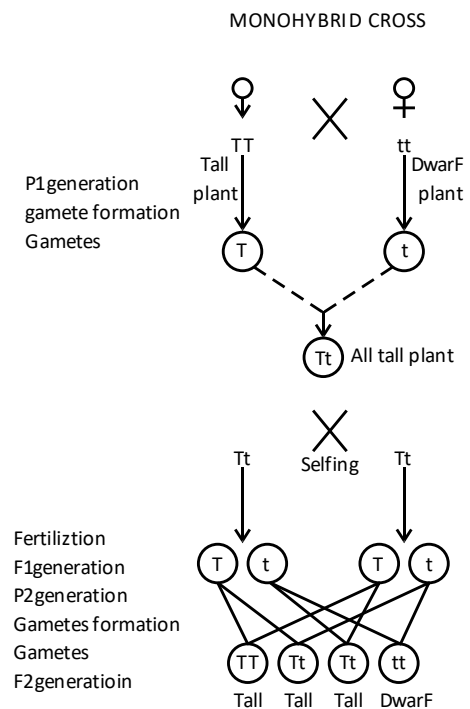 MONOHYBRID CROSS
TT
tt
Tall
plant
DwarF
plant
P1generation
gamete formation
Gametes
T
t
Tt
All tall plant
Tt
Selfing
Tt
Fertiliztion
F1generation
P2generation
Gametes formation
Gametes
F2generatioin
T
t
T
t
TT
Tt
Tt
tt
Tall
Tall
Tall
DwarF